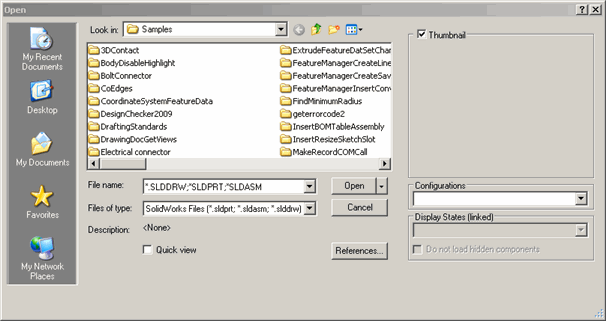 Open
Look in: Samples
My Recent Documents
Desktop
My Documents
Favorites
My Network Places
3DContact
BodyDisableHighlight
BoltConnector
CoEdges
CoordinateSystemFeatureData
DesignChecker2009
DraftingStandards
DrawingDocGetViews
Electrical connector
ExtrudeFeatureDatSetChar
FeatureManagerCreateLine
FeatureManagerCreateSav
FeatureManagerInsertConv
FindMinimumRadius
geterrorcode2
InsertBOMTableAssembly
InsertResizeSketchSlot
MakeRecordCOMCall
File name: *.SLDDRW;*SLDPRT;*SLDASM Open
Files of type: SolidWorks Files (*.sldprt; *.sldasm; *.slddrw) Cancel
Description: <None>
Quick view
References...
Thumbnail
Configurations
Display States (linked)
Do not load hidden components